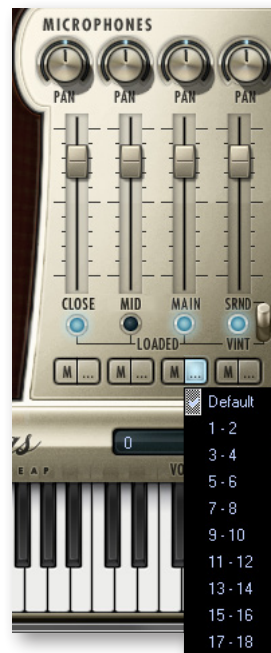 MICROPHONES
PAN PAN PAN PAN
CLOSE MID MAIN SRND
LOADED VINT
M ... M ... M ... M ...
Default
1 - 2
0
3 - 4
E A P
5 - 6
7 - 8
9 - 10
11 - 12
13 - 14
15 - 16
17 - 18